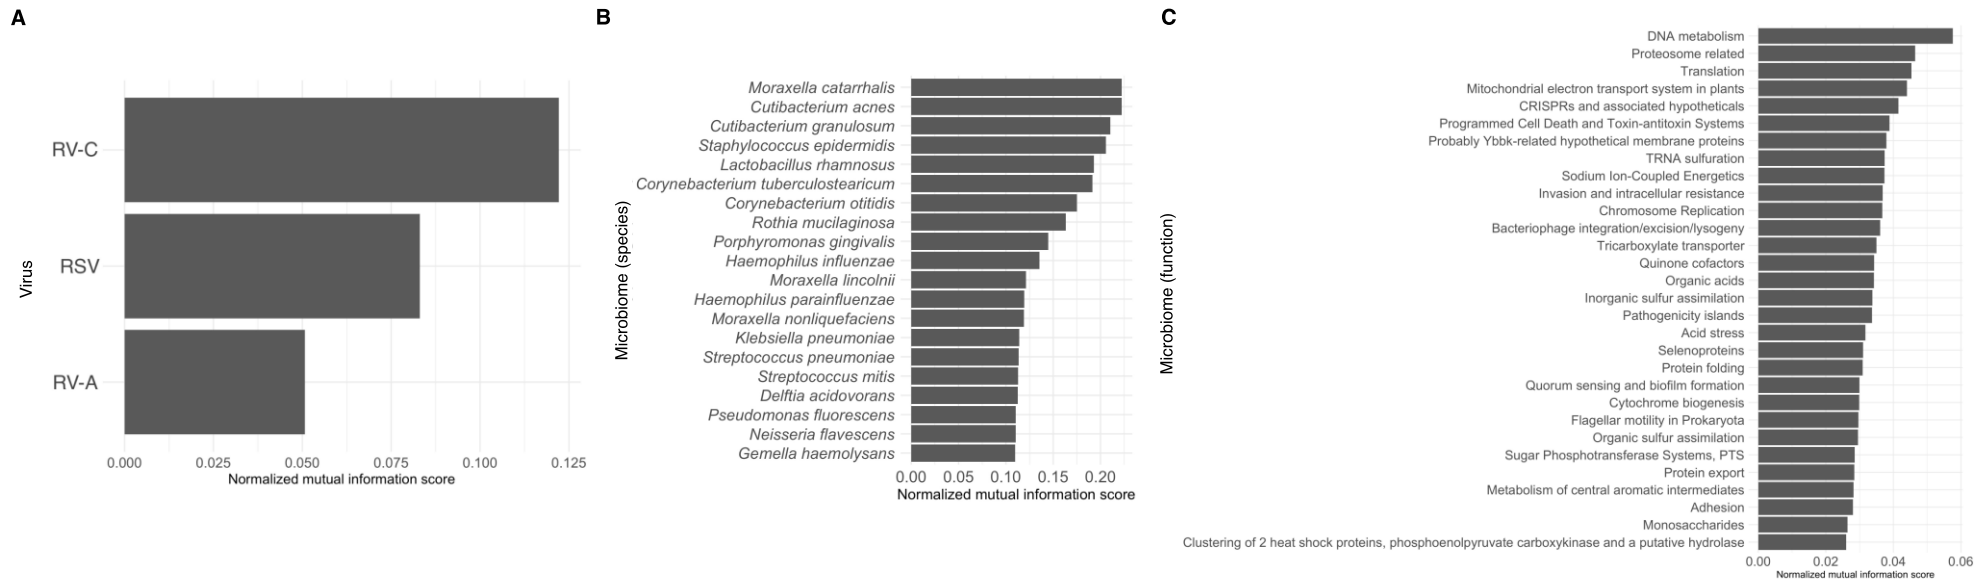 A
Virus
RV-C
RSV
RV-A
0.000 0.025 0.050 0.075 0.100 0.125
Normalized mutual information score
B
Microbiome (species)
Moraxella catarrhalis
Cutibacterium acnes
Cutibacterium granulosum
Staphylococcus epidermidis
Lactobacillus rhamnosus
Corynebacterium tuberculostearicum
Corynebacterium otitidis
Rothia mucilaginosa
Porphyromonas gingivalis
Haemophilus influenzae
Moraxella lincolnii
Haemophilus parainfluenzae
Moraxella nonliquefaciens
Klebsiella pneumoniae
Streptococcus pneumoniae
Streptococcus mitis
Delftia acidovorans
Pseudomonas fluorescens
Neisseria flavescens
Gemella haemolysans
0.00 0.05 0.10 0.15 0.20
Normalized mutual information score
C
Microbiome (function)
DNA metabolism
Proteosome related
Translation
Mitochondrial electron transport system in plants
CRISPRs and associated hypotheticals
Programmed Cell Death and Toxin-antitoxin Systems
Probably Ybbk-related hypothetical membrane proteins
TRNA sulfuration
Sodium Ion-Coupled Energetics
Invasion and intracellular resistance
Chromosome Replication
Bacteriophage integration/excision/lysogeny
Tricarboxylate transporter
Quinone cofactors
Organic acids
Inorganic sulfur assimilation
Pathogenicity islands
Acid stress
Selenoproteins
Protein folding
Quorum sensing and biofilm formation
Cytochrome biogenesis
Flagellar motility in Prokaryota
Organic sulfur assimilation
Sugar Phosphotransferase Systems, PTS
Protein export
Metabolism of central aromatic intermediates
Adhesion
Monosaccharides
Clustering of 2 heat shock proteins, phosphoenolpyruvate carboxykinase and a putative hydrolase
0.00 0.02 0.04 0.06
Normalized mutual information score